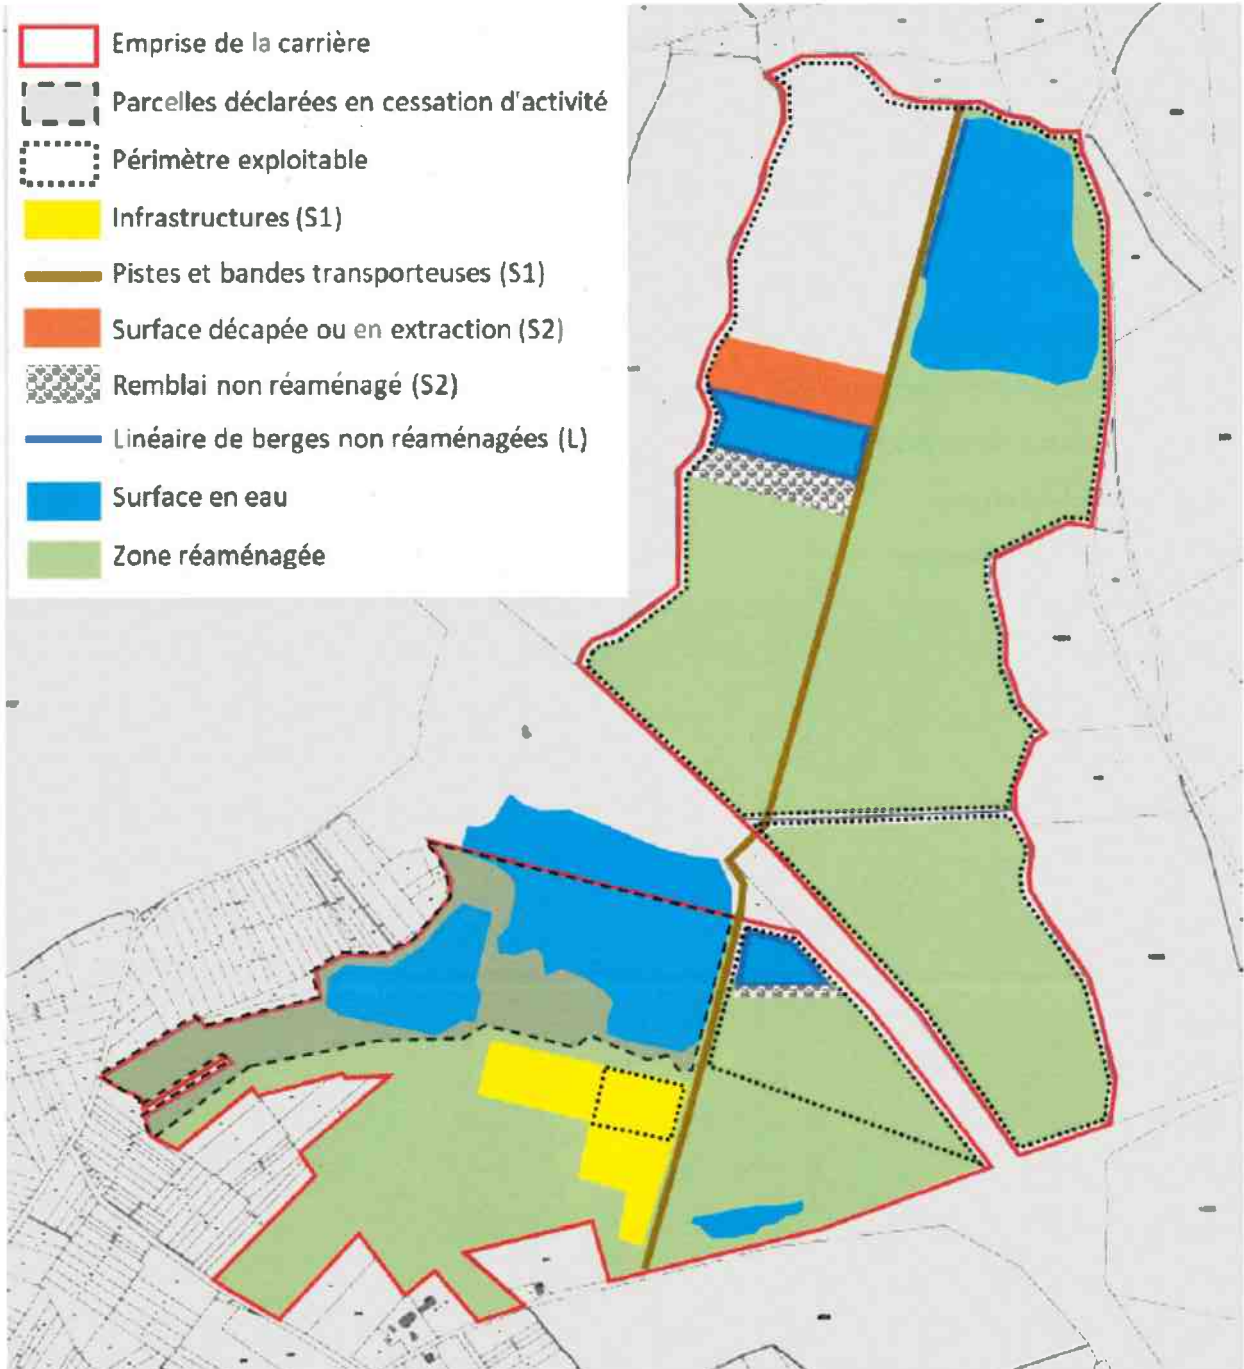 Emprise de la carrière
Parcelles déclarées en cessation d'activité
Périmètre exploitable
Infrastructures (S1)
Pistes et bandes transporteuses (S1)
Surface décapée ou en extraction (S2)
Remblai non réaménagé (S2)
Linéaire de berges non réaménagées (L)
Surface en eau
Zone réaménagée